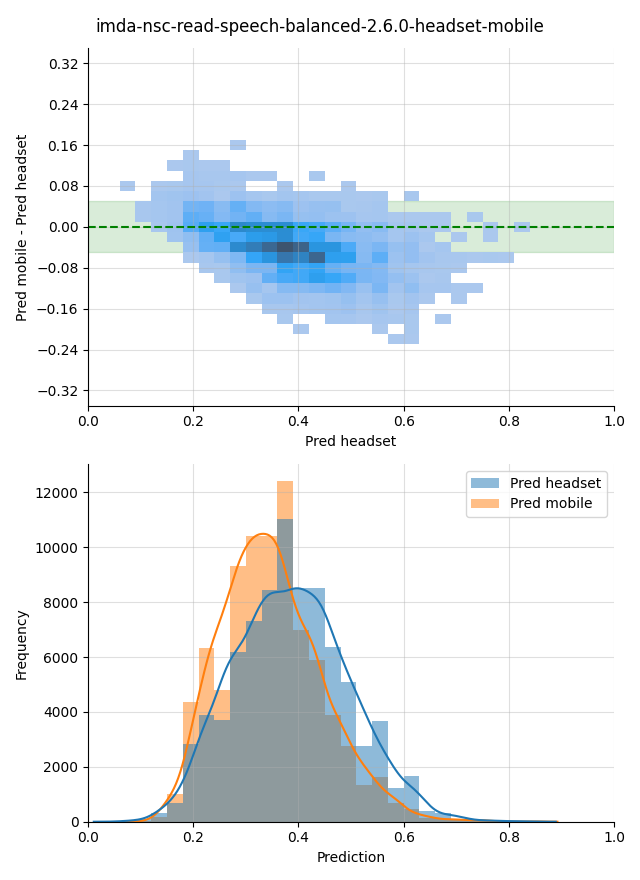 imda-nsc-read-speech-balanced-2.6.0-headset-mobile
0.32
0.24
0.16
0.08
0.00
−0.08
−0.16
−0.24
−0.32
Pred mobile - Pred headset
0.0 0.2 0.4 0.6 0.8 1.0
Pred headset
Pred headset
Pred mobile
12000
10000
8000
6000
4000
2000
0
Frequency
0.0 0.2 0.4 0.6 0.8 1.0
Prediction